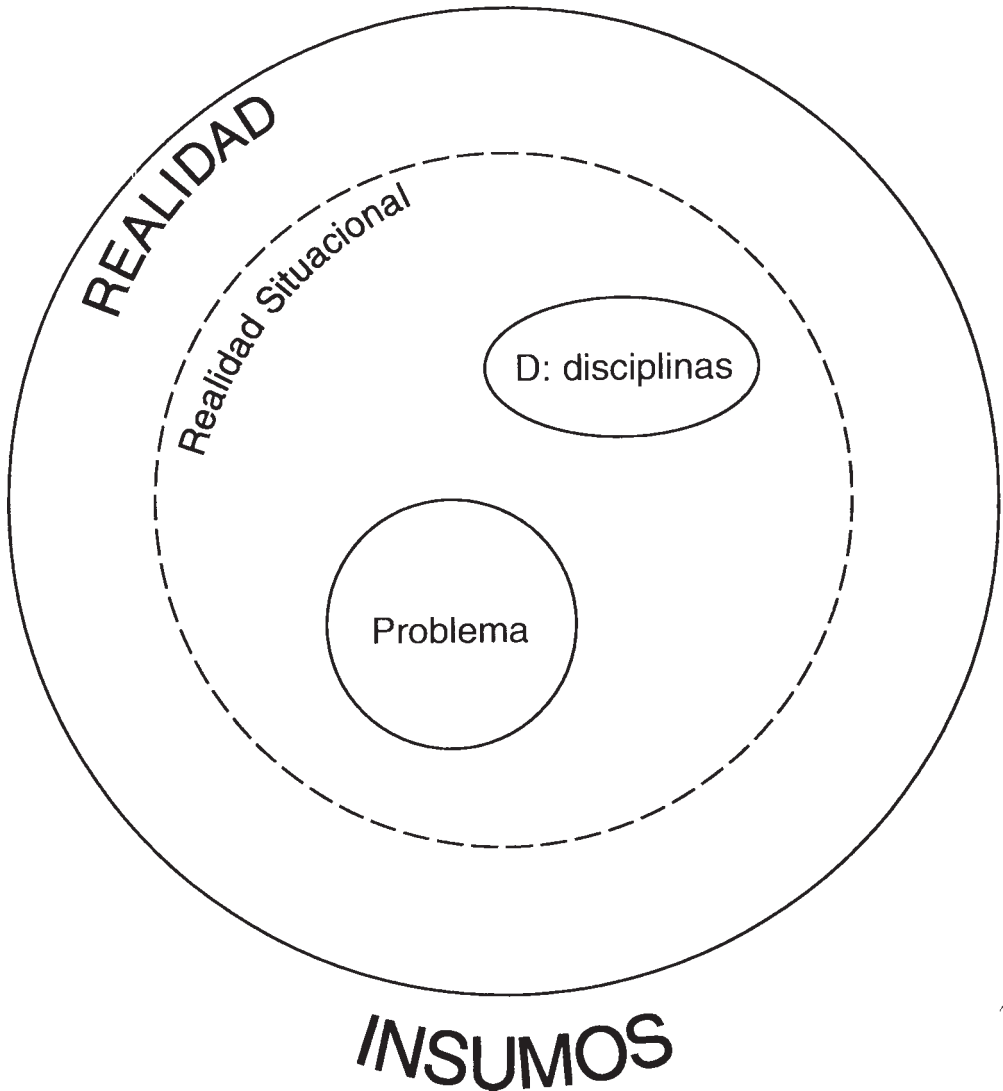 REALIDAD
Realidad Situacional
D: disciplinas
Problema
INSUMOS